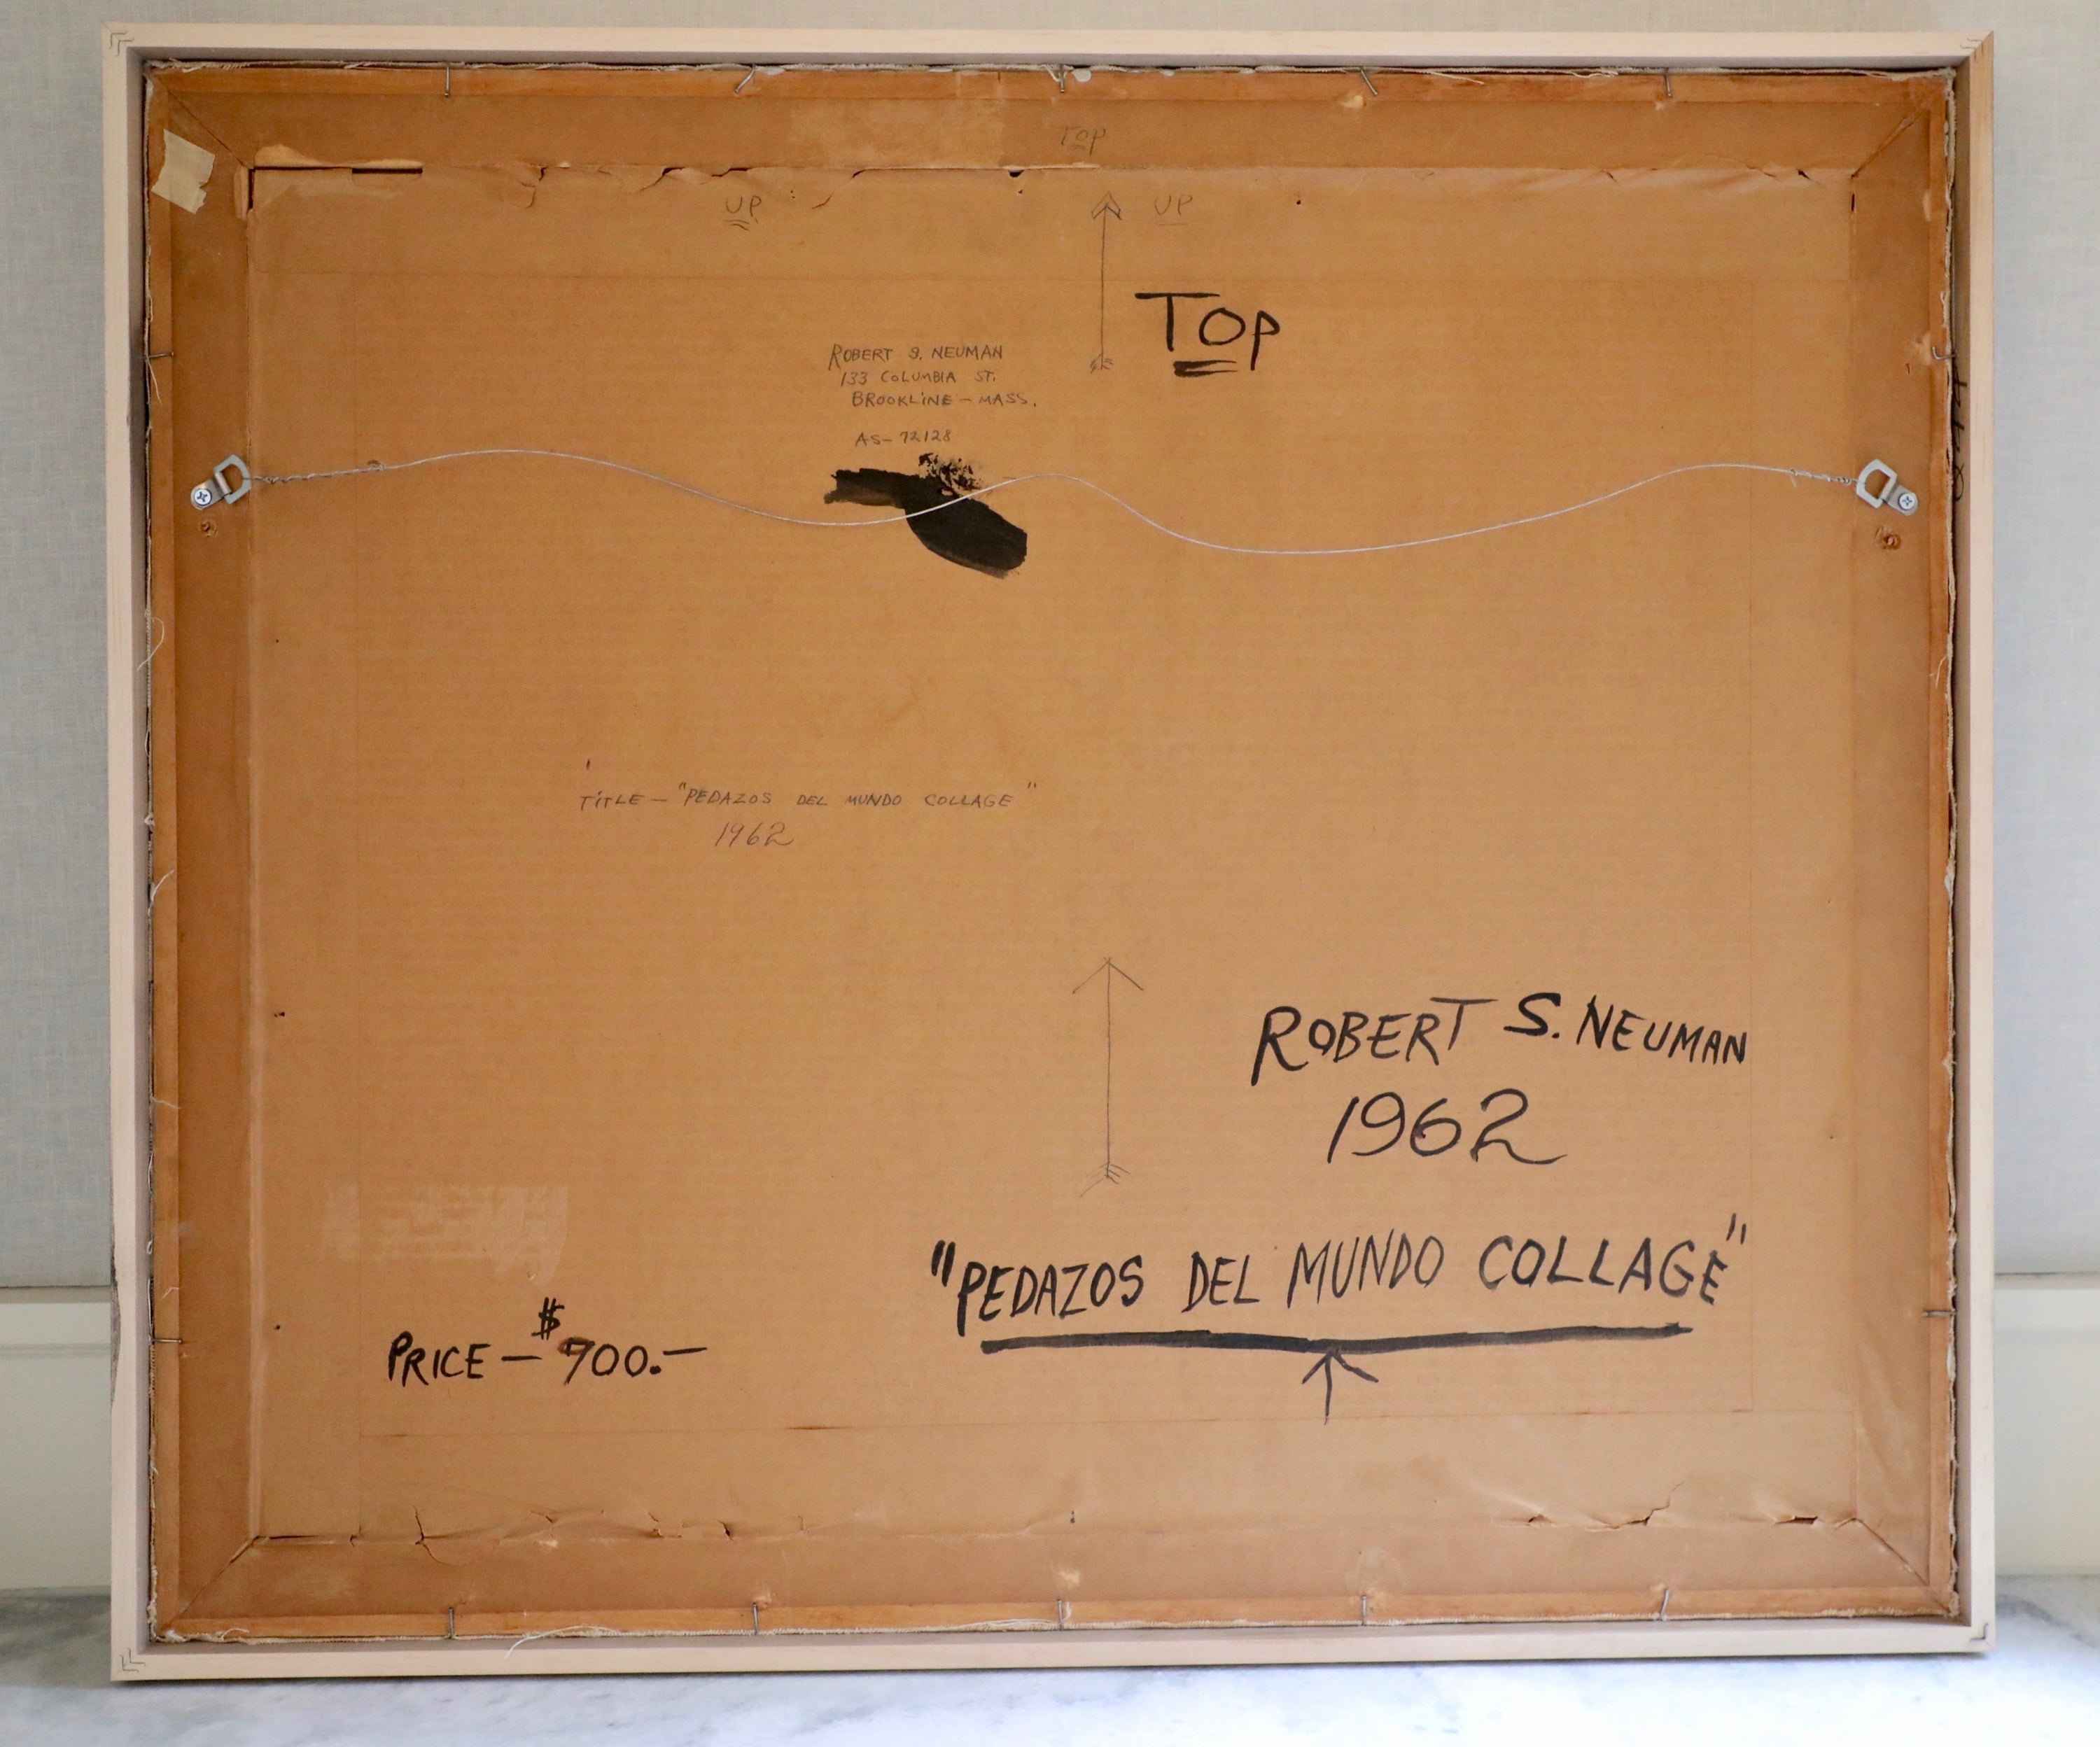 TOP
UP
UP
TOP
ROBERT S. NEUMAN
133 COLUMBIA ST.
BROOKLINE – MASS.
AS– 72128
TITLE – "PEDAZOS DEL MUNDO COLLAGE"
1962
ROBERT S. NEUMAN
1962
"PEDAZOS DEL MUNDO COLLAGE"
PRICE – $700.–